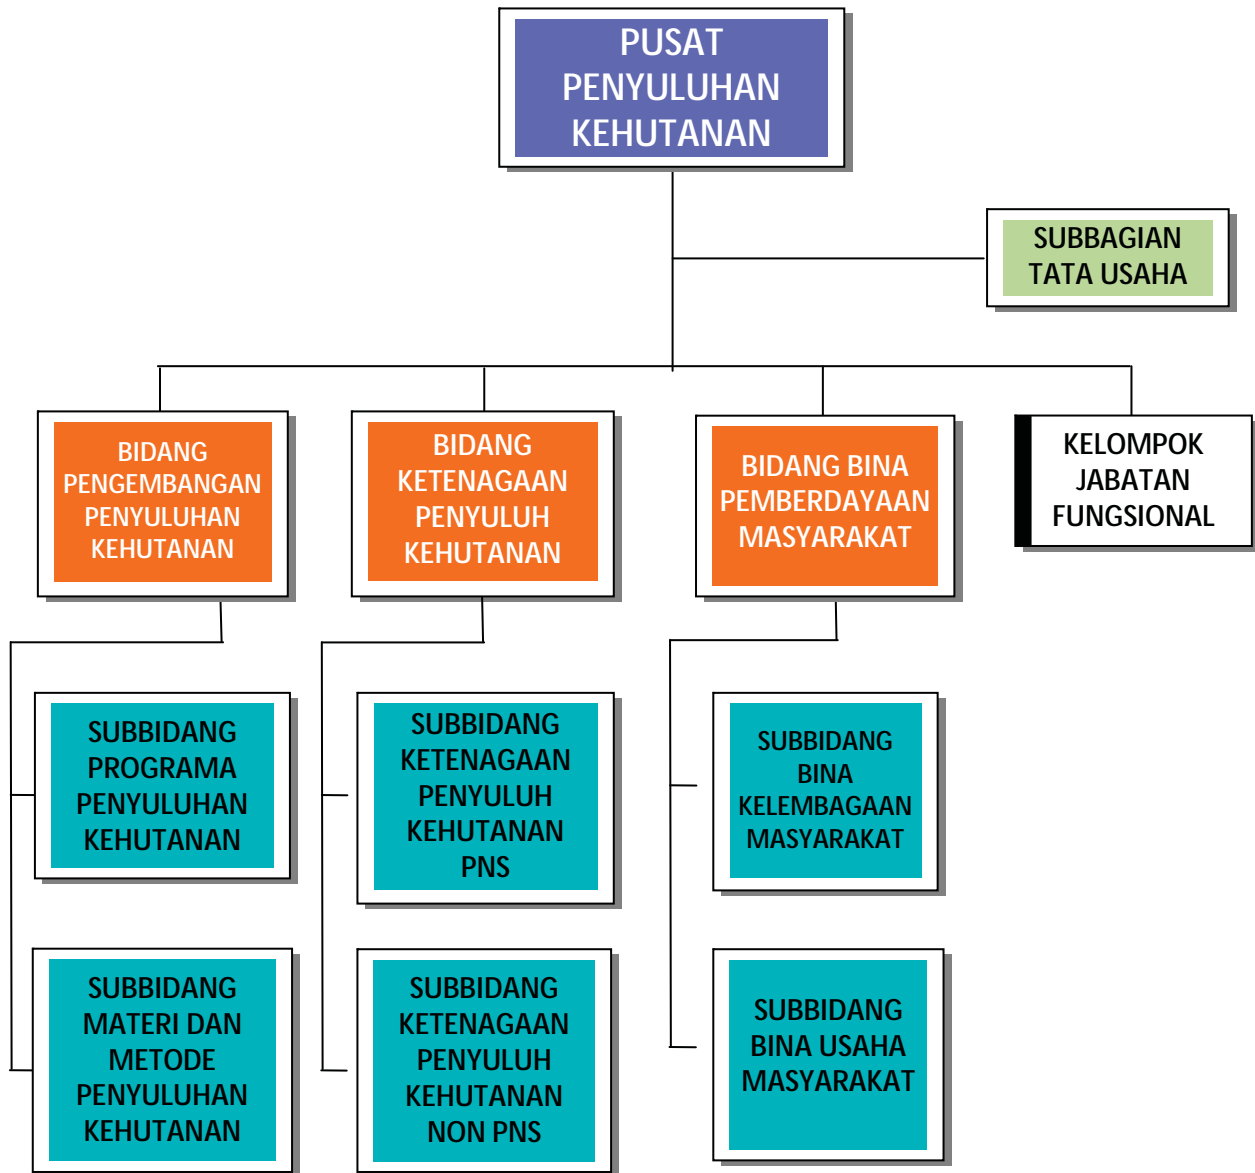 PUSAT
PENYULUHAN
KEHUTANAN
SUBBAGIAN
TATA USAHA
BIDANG
PENGEMBANGAN
PENYULUHAN
KEHUTANAN
BIDANG
KETENAGAAN
PENYULUH
KEHUTANAN
BIDANG BINA
PEMBERDAYAAN
MASYARAKAT
KELOMPOK
JABATAN
FUNGSIONAL
SUBBIDANG
PROGRAMA
PENYULUHAN
KEHUTANAN
SUBBIDANG
KETENAGAAN
PENYULUH
KEHUTANAN
PNS
SUBBIDANG
BINA
KELEMBAGAAN
MASYARAKAT
SUBBIDANG
MATERI DAN
METODE
PENYULUHAN
KEHUTANAN
SUBBIDANG
KETENAGAAN
PENYULUH
KEHUTANAN
NON PNS
SUBBIDANG
BINA USAHA
MASYARAKAT